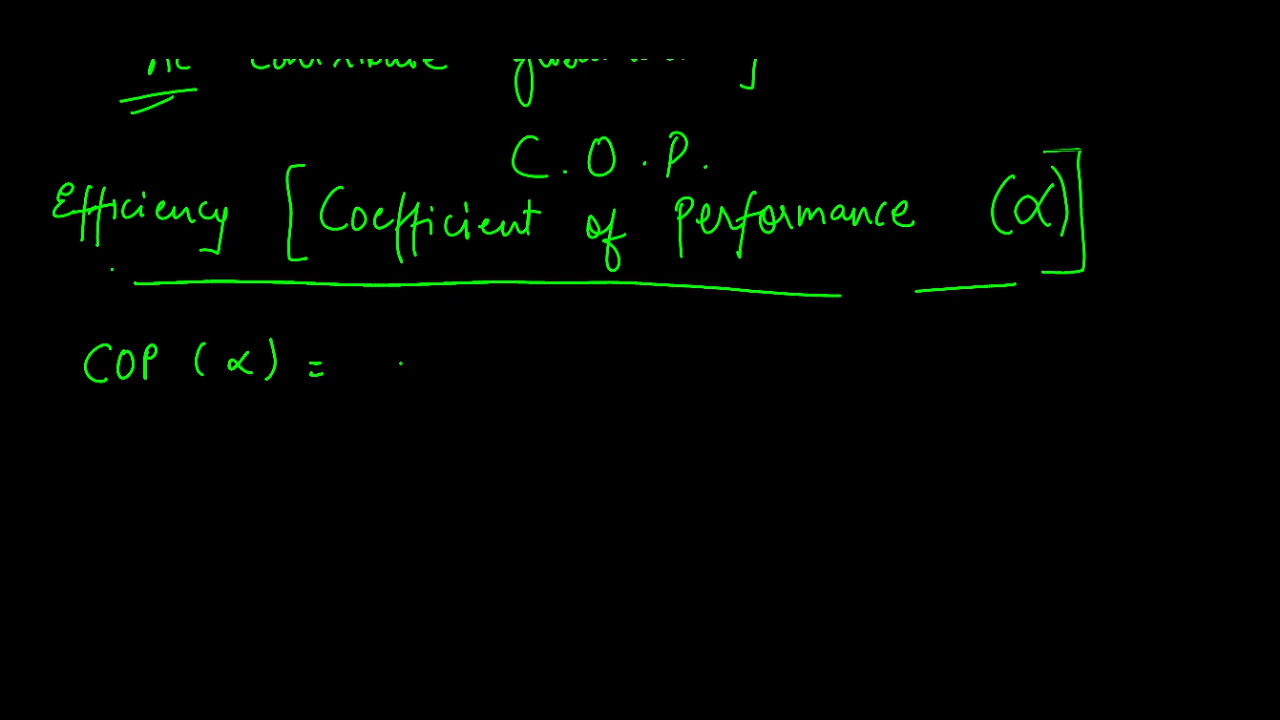 C.O.P.
Efficiency [Coefficient of Performance (α)]
COP (α) =